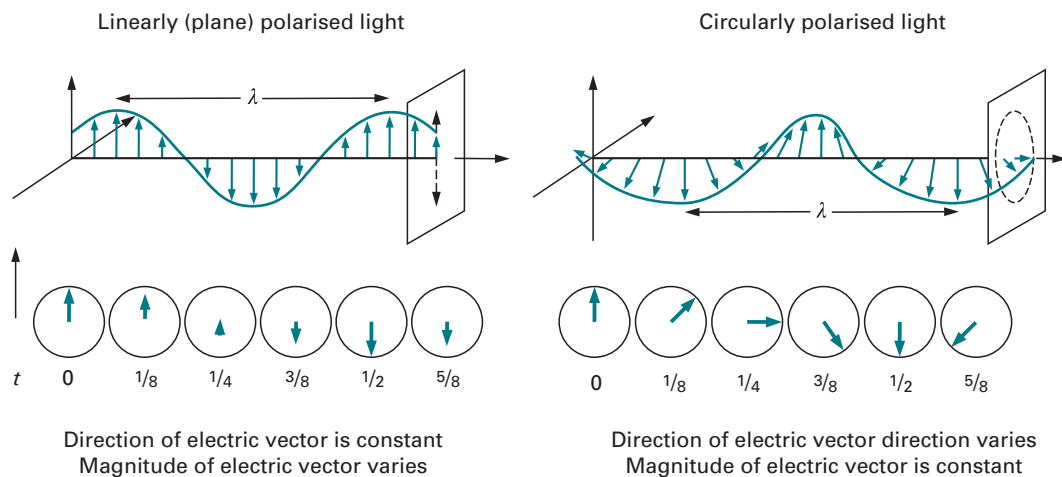 Linearly (plane) polarised light
Circularly polarised light
λ
λ
t
0 1/8 1/4 3/8 1/2 5/8
0 1/8 1/4 3/8 1/2 5/8
Direction of electric vector is constant
Magnitude of electric vector varies
Direction of electric vector direction varies
Magnitude of electric vector is constant